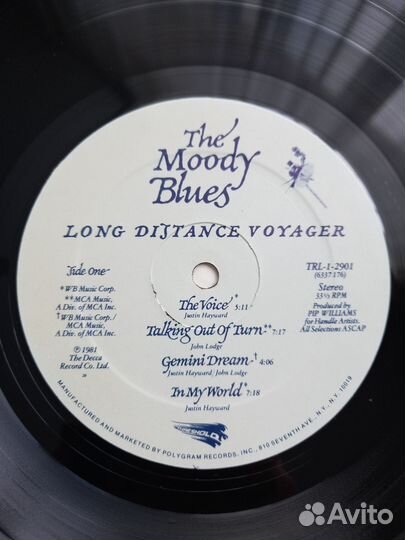 The
Moody
Blues
LONG DISTANCE VOYAGER
Side One
*WB Music Corp.
**MCA Music,
A Div. of MCA Inc.
†WB Music Corp./
MCA Music,
A Div. of MCA Inc.
℗ 1981
The Decca
Record Co. Ltd.
TRL-1-2901
(6337 176)
Stereo
33⅓ RPM
Produced by
PIP WILLIAMS
for Handle Artists.
All Selections ASCAP
The Voice* 5:11
Justin Hayward
Talking Out Of Turn** 7:17
John Lodge
Gemini Dream† 4:06
Justin Hayward/John Lodge
In My World* 7:18
Justin Hayward
THRESHOLD
MANUFACTURED AND MARKETED BY POLYGRAM RECORDS, INC., 810 SEVENTH AVE., N.Y., N.Y. 10019
Avito